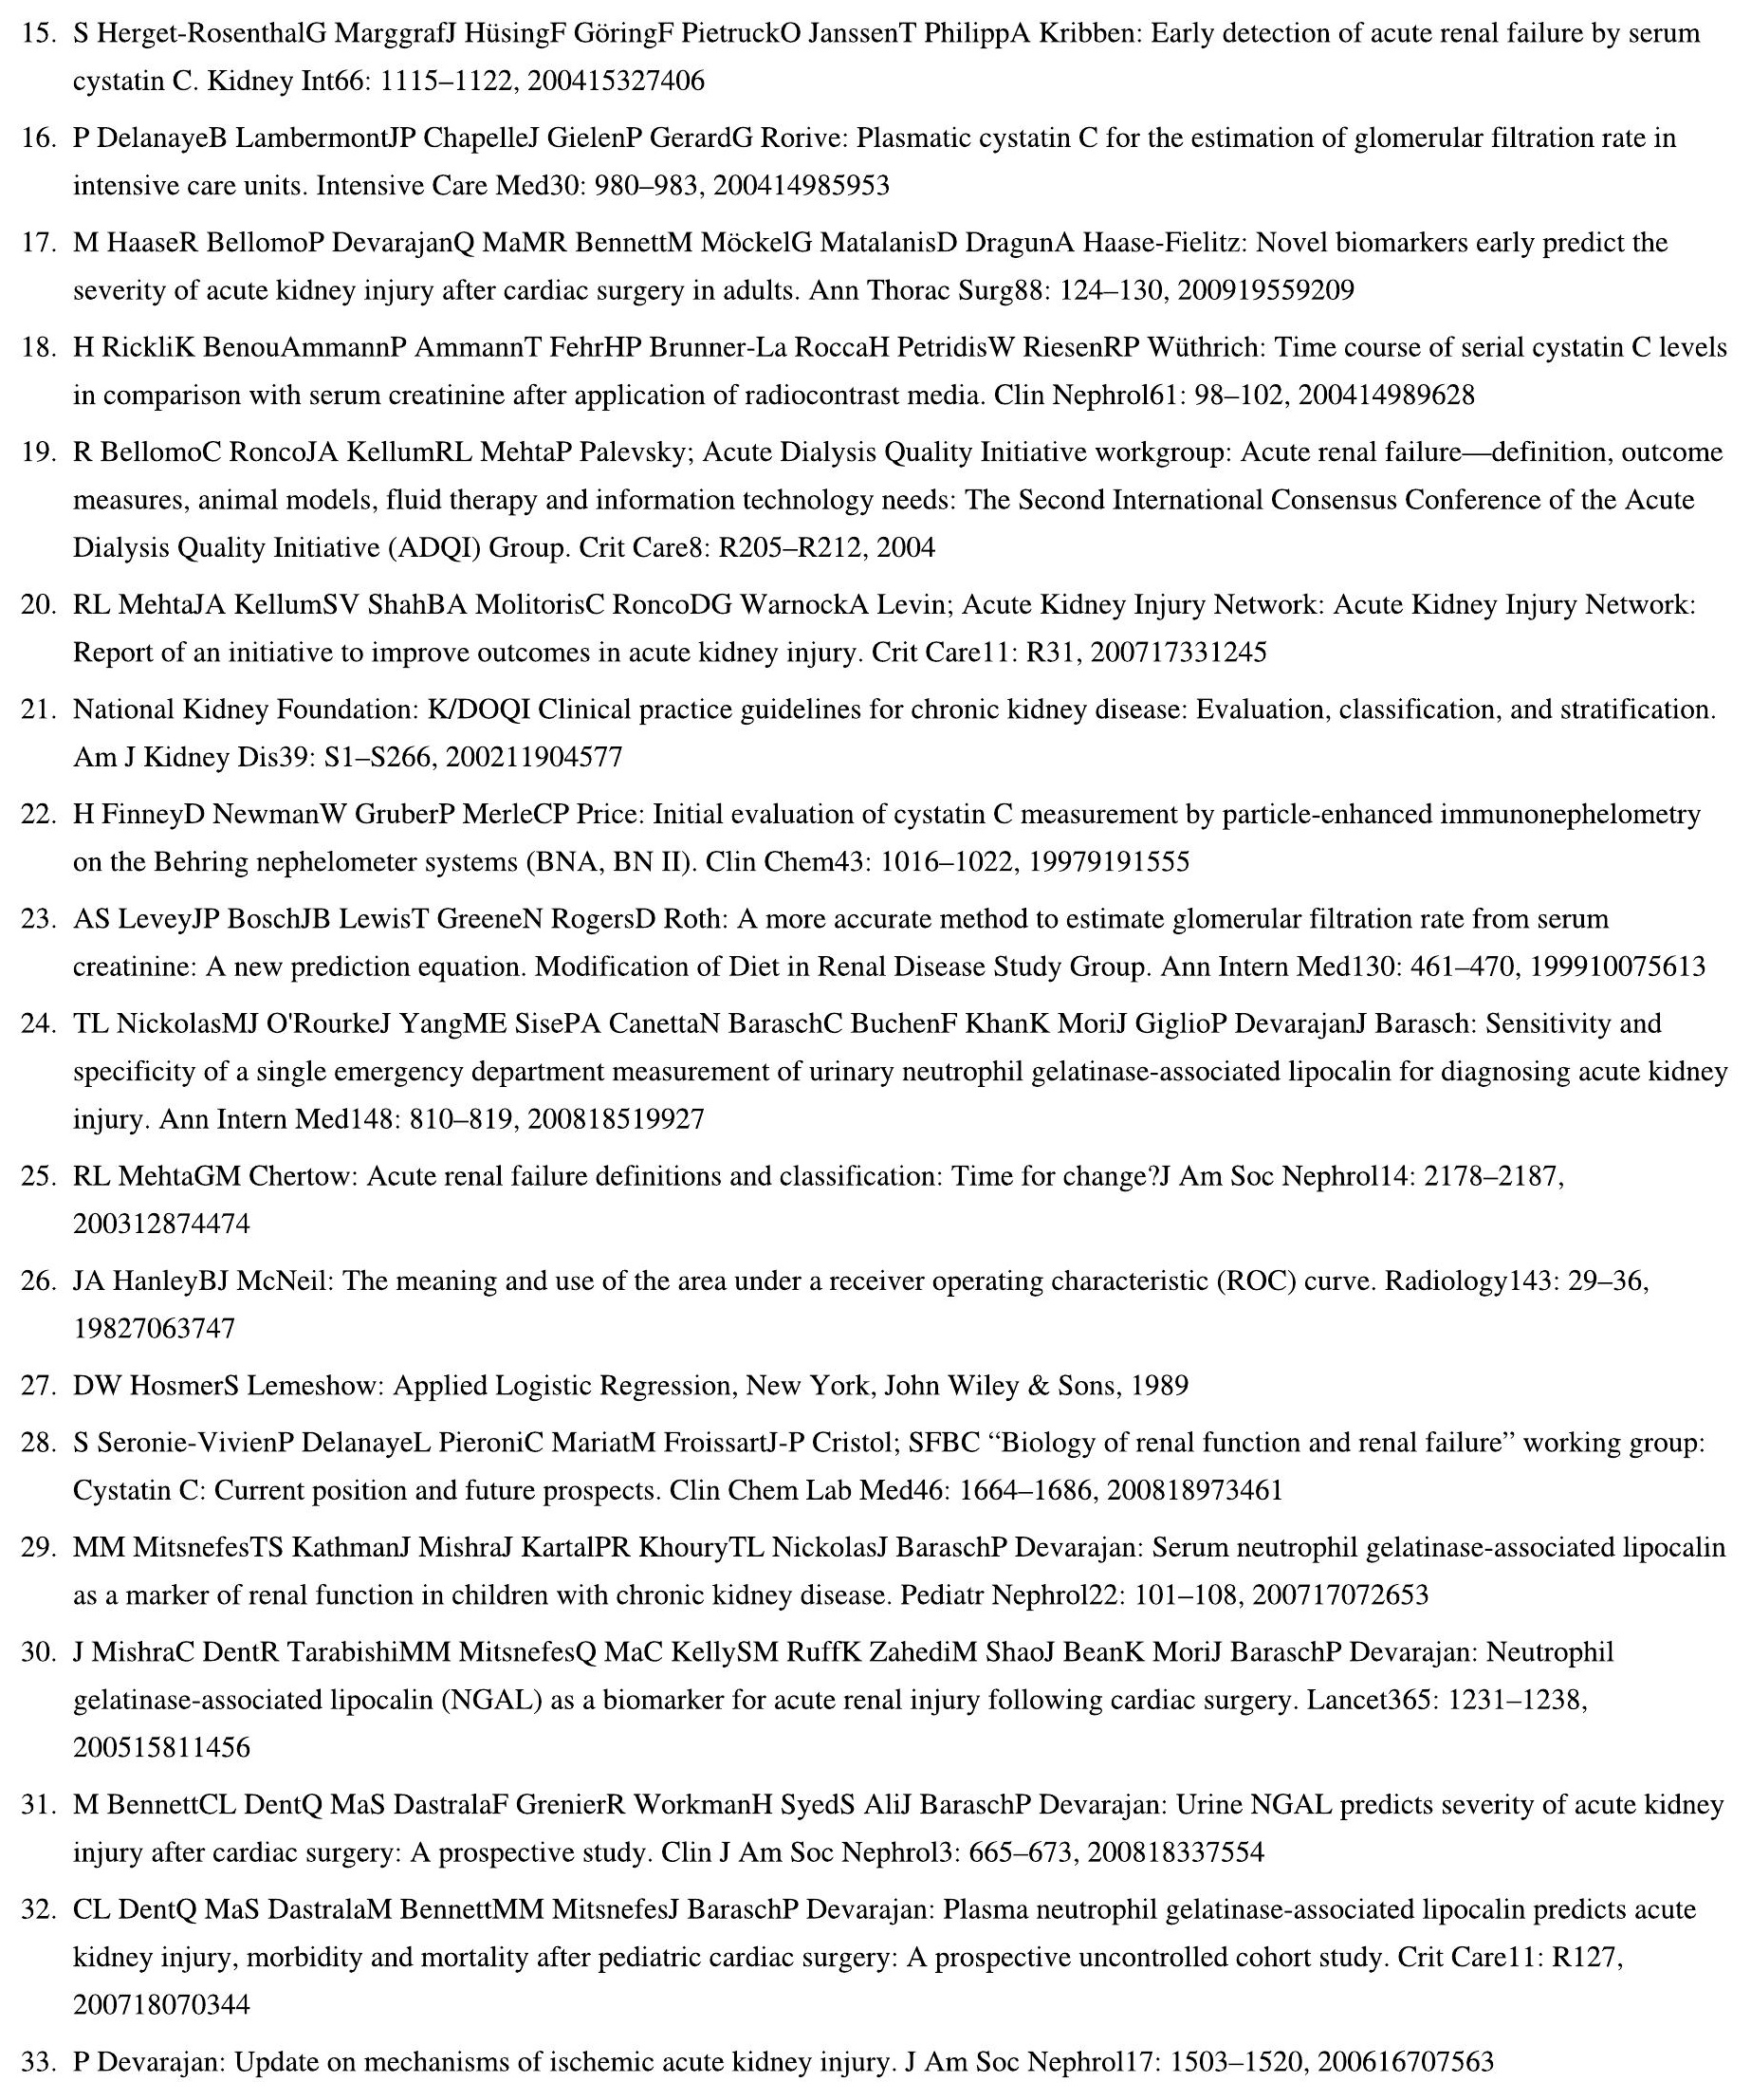 15. S Herget-RosenthalG MarggrafJ HüsingF GöringF PietruckO JanssenT PhilippA Kribben: Early detection of acute renal failure by serum
cystatin C. Kidney Int66: 1115–1122, 200415327406
16. P DelanayeB LambermontJP ChapelleJ GielenP GerardG Rorive: Plasmatic cystatin C for the estimation of glomerular filtration rate in
intensive care units. Intensive Care Med30: 980–983, 200414985953
17. M HaaseR BellomoP DevarajanQ MaMR BennettM MöckelG MatalanisD DragunA Haase-Fielitz: Novel biomarkers early predict the
severity of acute kidney injury after cardiac surgery in adults. Ann Thorac Surg88: 124–130, 200919559209
18. H RickliK BenouAmmannP AmmannT FehrHP Brunner-La RoccaH PetridisW RiesenRP Wüthrich: Time course of serial cystatin C levels
in comparison with serum creatinine after application of radiocontrast media. Clin Nephrol61: 98–102, 200414989628
19. R BellomoC RoncoJA KellumRL MehtaP Palevsky; Acute Dialysis Quality Initiative workgroup: Acute renal failure—definition, outcome
measures, animal models, fluid therapy and information technology needs: The Second International Consensus Conference of the Acute
Dialysis Quality Initiative (ADQI) Group. Crit Care8: R205–R212, 2004
20. RL MehtaJA KellumSV ShahBA MolitorisC RoncoDG WarnockA Levin; Acute Kidney Injury Network: Acute Kidney Injury Network:
Report of an initiative to improve outcomes in acute kidney injury. Crit Care11: R31, 200717331245
21. National Kidney Foundation: K/DOQI Clinical practice guidelines for chronic kidney disease: Evaluation, classification, and stratification.
Am J Kidney Dis39: S1–S266, 200211904577
22. H FinneyD NewmanW GruberP MerleCP Price: Initial evaluation of cystatin C measurement by particle-enhanced immunonephelometry
on the Behring nephelometer systems (BNA, BN II). Clin Chem43: 1016–1022, 19979191555
23. AS LeveyJP BoschJB LewisT GreeneN RogersD Roth: A more accurate method to estimate glomerular filtration rate from serum
creatinine: A new prediction equation. Modification of Diet in Renal Disease Study Group. Ann Intern Med130: 461–470, 199910075613
24. TL NickolasMJ O'RourkeJ YangME SisePA CanettaN BaraschC BuchenF KhanK MoriJ GiglioP DevarajanJ Barasch: Sensitivity and
specificity of a single emergency department measurement of urinary neutrophil gelatinase-associated lipocalin for diagnosing acute kidney
injury. Ann Intern Med148: 810–819, 200818519927
25. RL MehtaGM Chertow: Acute renal failure definitions and classification: Time for change?J Am Soc Nephrol14: 2178–2187,
200312874474
26. JA HanleyBJ McNeil: The meaning and use of the area under a receiver operating characteristic (ROC) curve. Radiology143: 29–36,
19827063747
27. DW HosmerS Lemeshow: Applied Logistic Regression, New York, John Wiley & Sons, 1989
28. S Seronie-VivienP DelanayeL PieroniC MariatM FroissartJ-P Cristol; SFBC “Biology of renal function and renal failure” working group:
Cystatin C: Current position and future prospects. Clin Chem Lab Med46: 1664–1686, 200818973461
29. MM MitsnefesTS KathmanJ MishraJ KartalPR KhouryTL NickolasJ BaraschP Devarajan: Serum neutrophil gelatinase-associated lipocalin
as a marker of renal function in children with chronic kidney disease. Pediatr Nephrol22: 101–108, 200717072653
30. J MishraC DentR TarabishiMM MitsnefesQ MaC KellySM RuffK ZahediM ShaoJ BeanK MoriJ BaraschP Devarajan: Neutrophil
gelatinase-associated lipocalin (NGAL) as a biomarker for acute renal injury following cardiac surgery. Lancet365: 1231–1238,
200515811456
31. M BennettCL DentQ MaS DastralaF GrenierR WorkmanH SyedS AliJ BaraschP Devarajan: Urine NGAL predicts severity of acute kidney
injury after cardiac surgery: A prospective study. Clin J Am Soc Nephrol3: 665–673, 200818337554
32. CL DentQ MaS DastralaM BennettMM MitsnefesJ BaraschP Devarajan: Plasma neutrophil gelatinase-associated lipocalin predicts acute
kidney injury, morbidity and mortality after pediatric cardiac surgery: A prospective uncontrolled cohort study. Crit Care11: R127,
200718070344
33. P Devarajan: Update on mechanisms of ischemic acute kidney injury. J Am Soc Nephrol17: 1503–1520, 200616707563